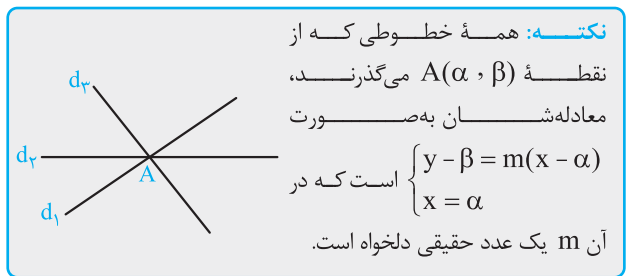 نکته: همهٔ خطوطی که از
نقطهٔ A(α , β) می‌گذرند،
معادله‌شان به‌صورت
{y − β = m(x − α)
x = α
است که در
آن m یک عدد حقیقی دلخواه است.
d۳
d۲
A
d۱